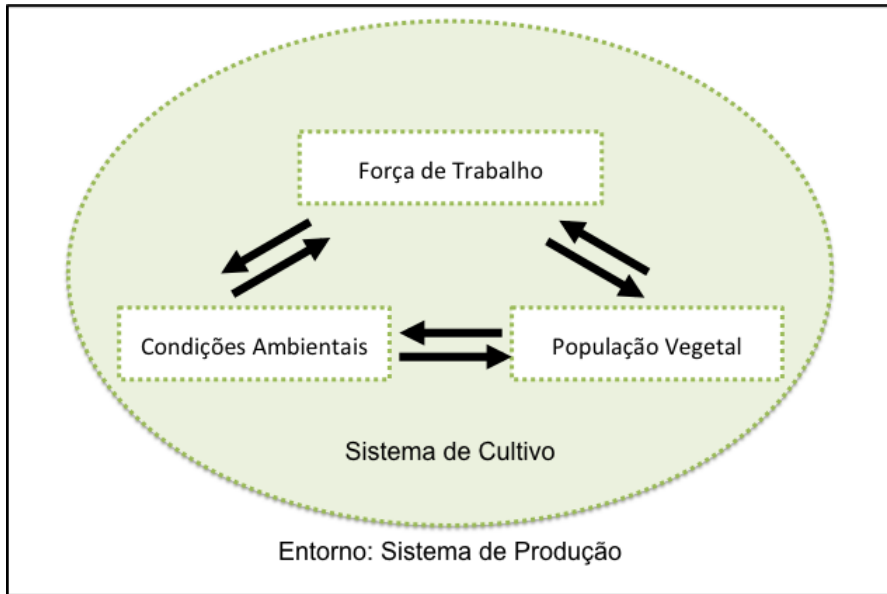 Força de Trabalho
Condições Ambientais
População Vegetal
Sistema de Cultivo
Entorno: Sistema de Produção